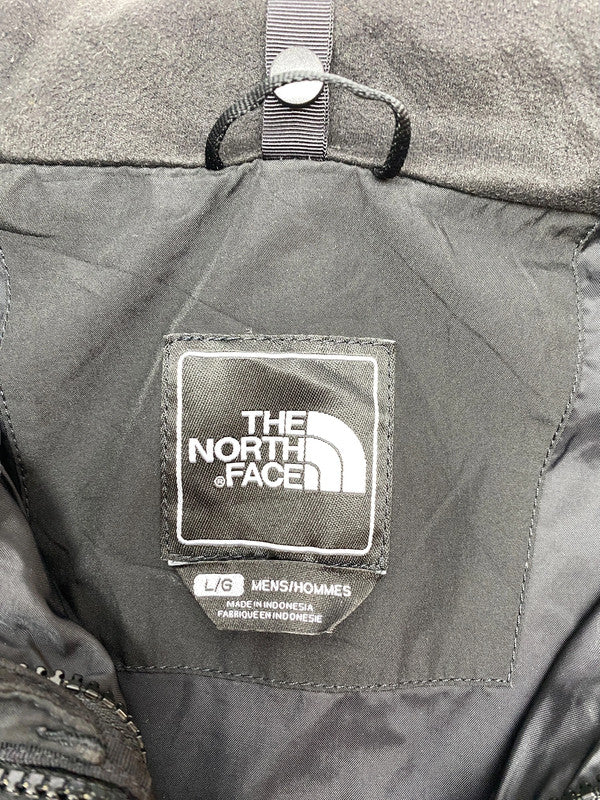 THE
NORTH
®FACE
L/G MENS/HOMMES
MADE IN INDONESIA
FABRIQUE EN INDONESIE